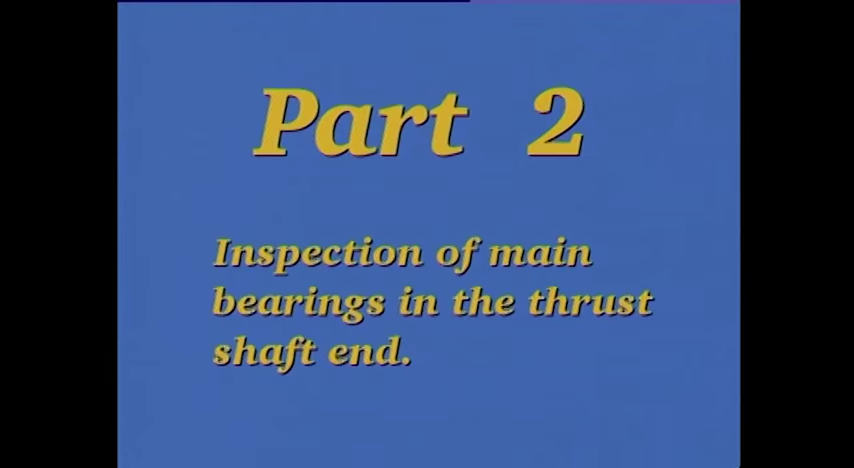 Part 2
Inspection of main
bearings in the thrust
shaft end.